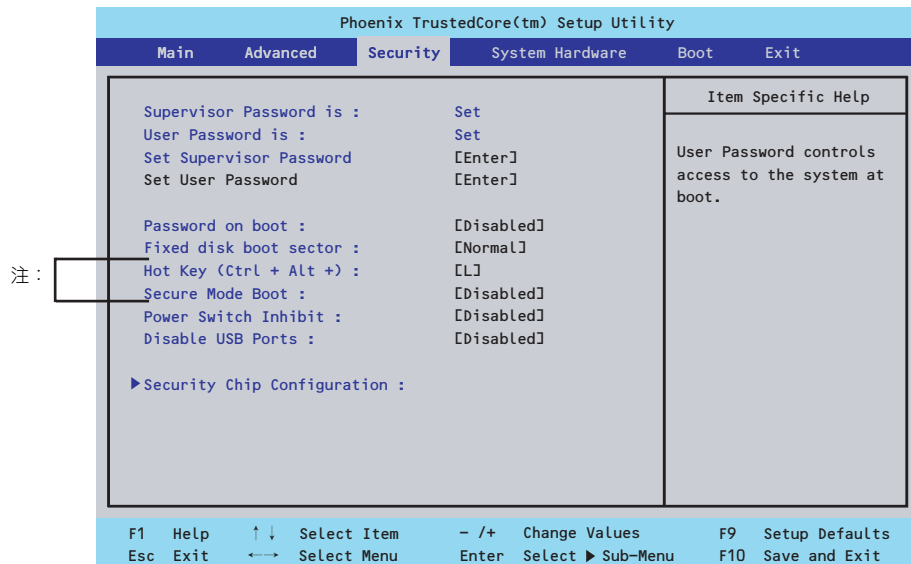 Phoenix TrustedCore(tm) Setup Utility
Main Advanced Security System Hardware Boot Exit
Item Specific Help
Supervisor Password is : Set
User Password is : Set
Set Supervisor Password [Enter]
Set User Password [Enter]
User Password controls
access to the system at
boot.
Password on boot : [Disabled]
Fixed disk boot sector : [Normal]
注：
Hot Key (Ctrl + Alt +) : [L]
Secure Mode Boot : [Disabled]
Power Switch Inhibit : [Disabled]
Disable USB Ports : [Disabled]
▶Security Chip Configuration :
F1 Help ↑↓ Select Item - /+ Change Values F9 Setup Defaults
Esc Exit ←→ Select Menu Enter Select ▶ Sub-Menu F10 Save and Exit